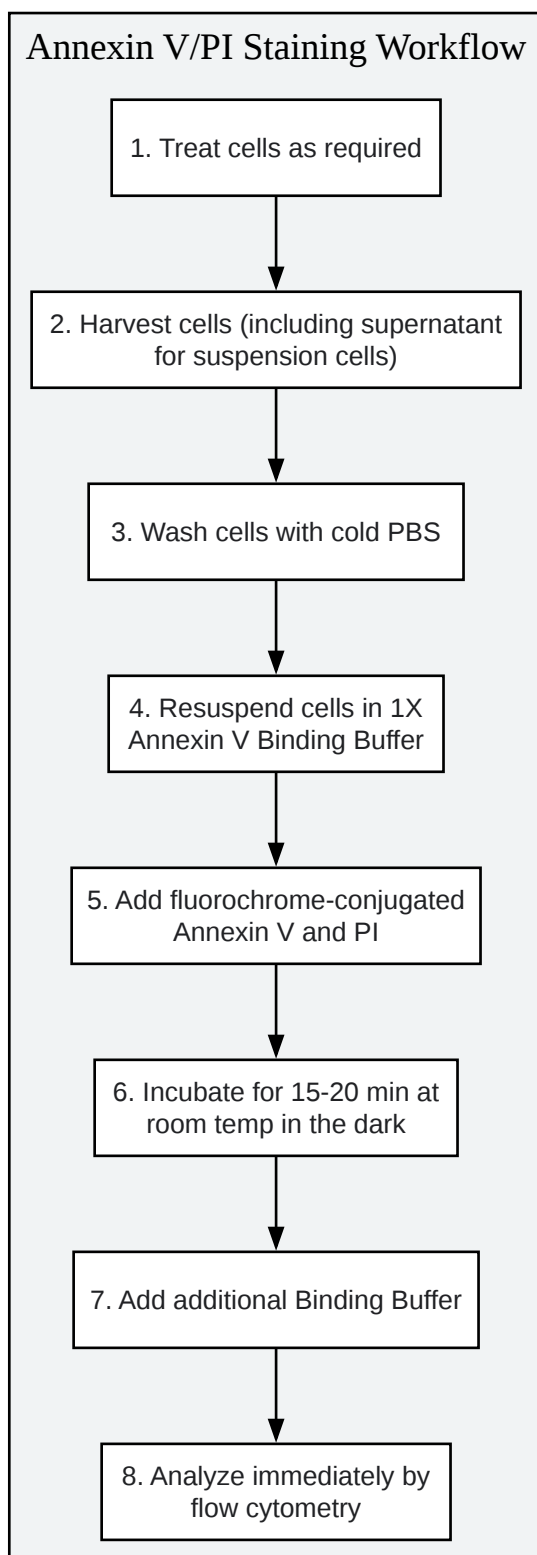 Annexin V/PI Staining Workflow
1. Treat cells as required
2. Harvest cells (including supernatant
for suspension cells)
3. Wash cells with cold PBS
4. Resuspend cells in 1X
Annexin V Binding Buffer
5. Add fluorochrome-conjugated
Annexin V and PI
6. Incubate for 15-20 min at
room temp in the dark
7. Add additional Binding Buffer
8. Analyze immediately by
flow cytometry